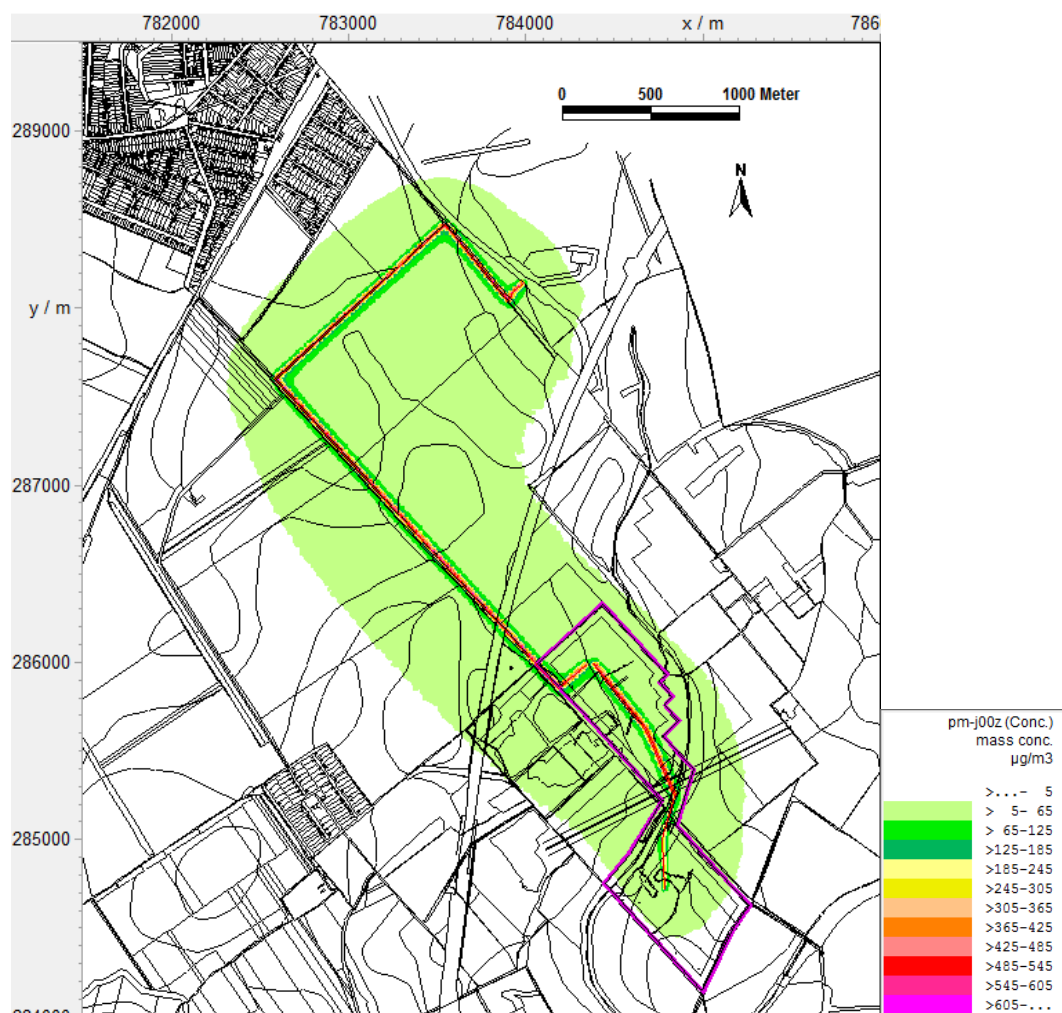 782000 783000 784000 x / m 786
0 500 1000 Meter
289000
N
y / m
287000
286000
285000
pm-j00z (Conc.)
mass conc.
µg/m3
>...- 5
> 5- 65
> 65-125
>125-185
>185-245
>245-305
>305-365
>365-425
>425-485
>485-545
>545-605
>605-...